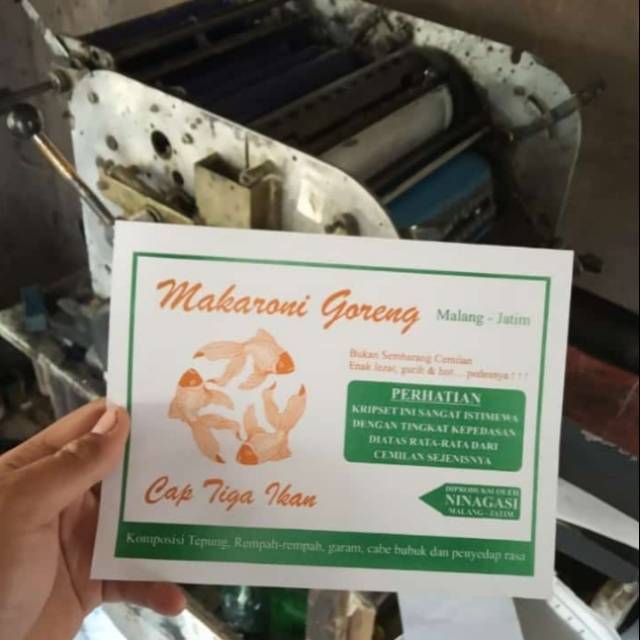 Makaroni Goreng
Malang - Jatim
Bukan Sembarang Cemilan
Enak lezat, gurih & hot.... pedesnya ! ! !
PERHATIAN
KRIPSET INI SANGAT ISTIMEWA
DENGAN TINGKAT KEPEDASAN
DIATAS RATA-RATA DARI
CEMILAN SEJENISNYA
Cap Tiga Ikan
DIPRODUKSI OLEH
NINAGASI
MALANG - JATIM
Komposisi Tepung, Rempah-rempah, garam, cabe bubuk dan penyedap rasa